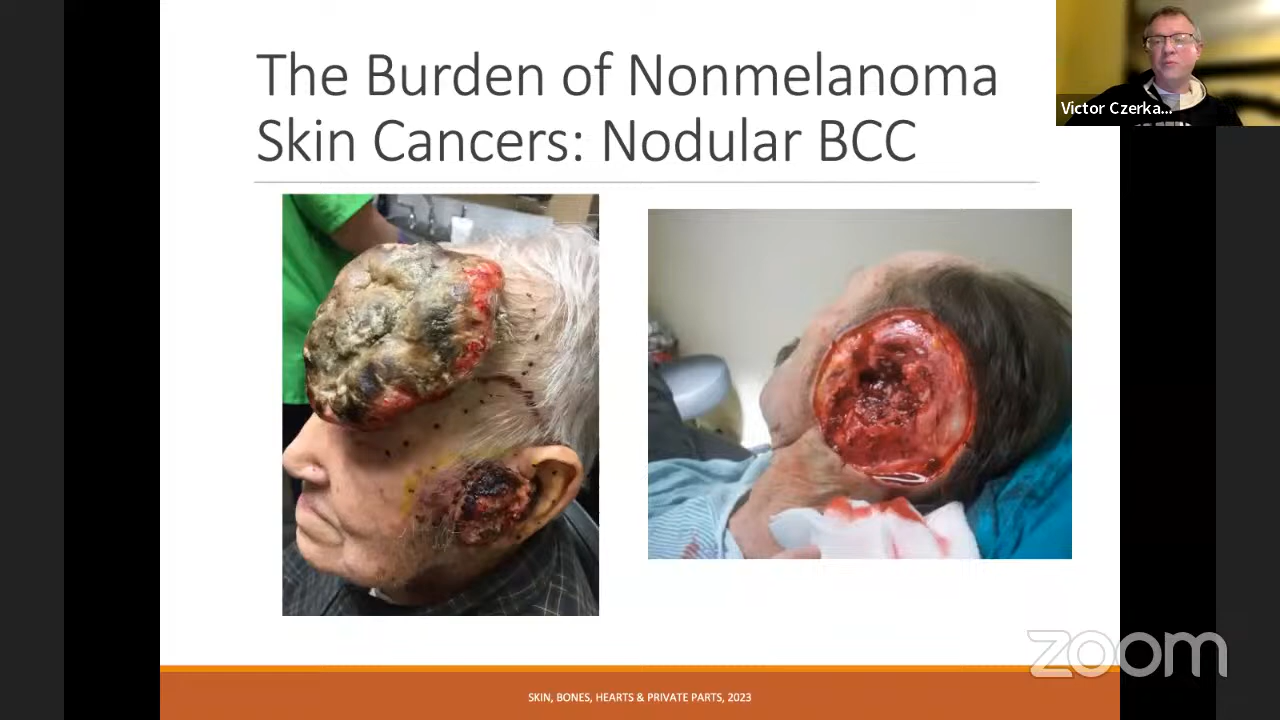 The Burden of Nonmelanoma
Skin Cancers: Nodular BCC
Victor Czerka...
SKIN, BONES, HEARTS & PRIVATE PARTS, 2023
zoom